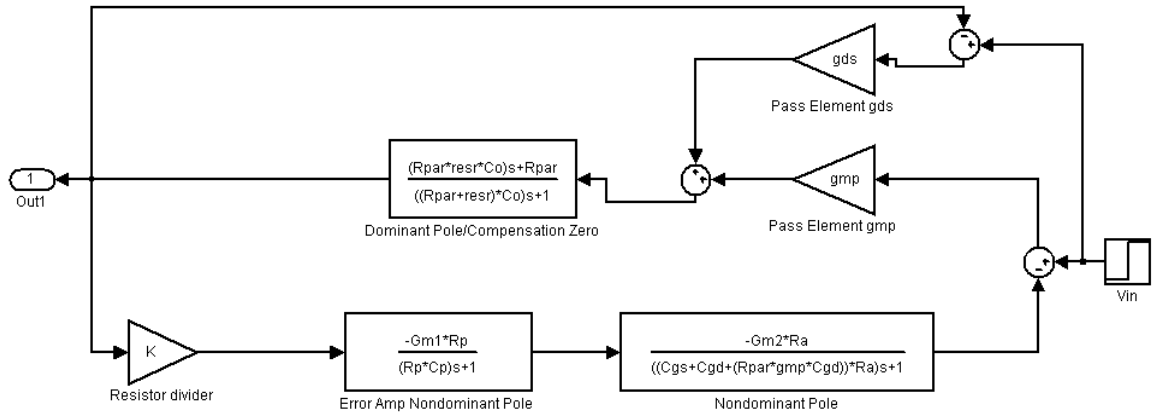 gds
Pass Element gds
(Rpar*resr*Co)s+Rpar
((Rpar+resr)*Co)s+1
Dominant Pole/Compensation Zero
1
Out1
gmp
Pass Element gmp
Vin
K
Resistor divider
-Gm1*Rp
(Rp*Cp)s+1
Error Amp Nondominant Pole
-Gm2*Ra
((Cgs+Cgd+(Rpar*gmp*Cgd))*Ra)s+1
Nondominant Pole